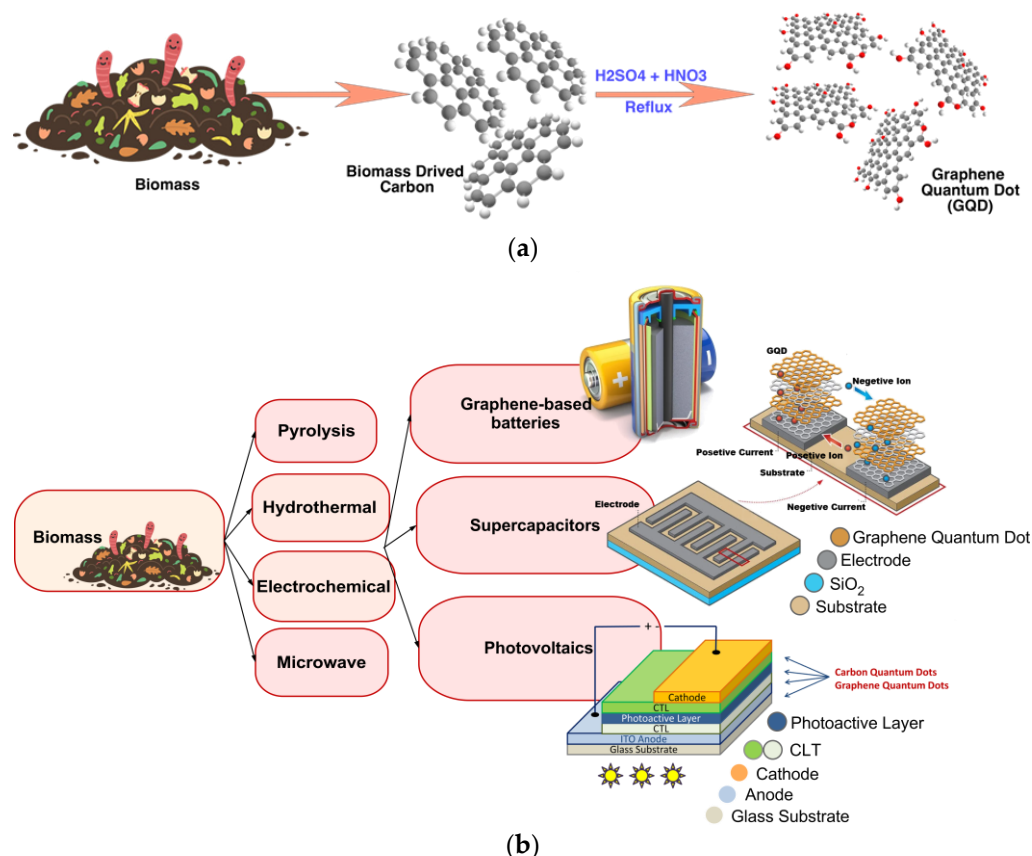 H2SO4 + HNO3
Reflux
Biomass
Biomass Drived
Carbon
Graphene
Quantum Dot
(GQD)
(a)
Biomass
Pyrolysis
Hydrothermal
Electrochemical
Microwave
Graphene-based
batteries
Supercapacitors
Photovoltaics
+
−
GQD
Negetive Ion
Posetive Current
Posetive Ion
Substrate
Negative Current
Electrode
Graphene Quantum Dot
Electrode
SiO2
Substrate
+ -
Cathode
CTL
Photoactive Layer
CTL
ITO Anode
Glass Substrate
Carbon Quantum Dots
Graphene Quantum Dots
Photoactive Layer
CLT
Cathode
Anode
Glass Substrate
(b)